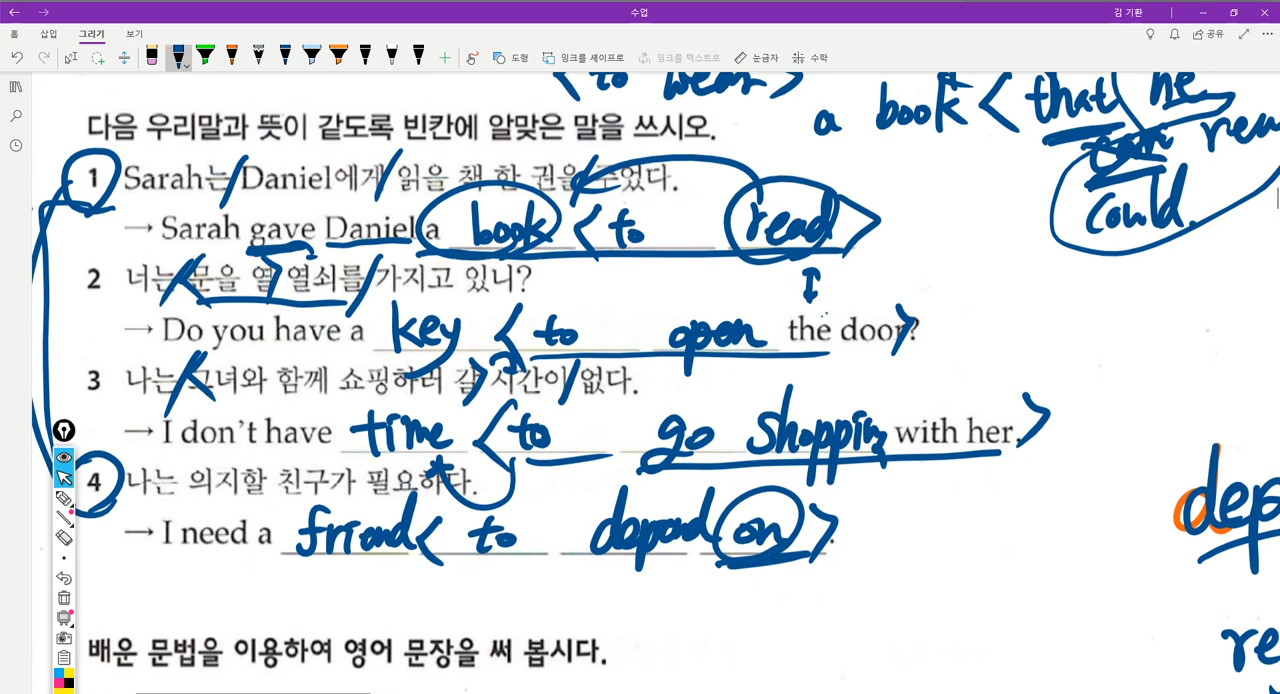 수업
김 기환
홈 삽입 그리기 보기
공유
도형 잉크를 셰이프로 잉크를 텍스트로 눈금자 수학
< to wear >
a book < that he
can read
could.
다음 우리말과 뜻이 같도록 빈칸에 알맞은 말을 쓰시오.
1 Sarah는 / Daniel에게 / 읽을 책 한 권을 / 주었다.
→ Sarah gave Daniel a book < to read >
2 너는 < 문을 열 > 열쇠를 / 가지고 있니?
→ Do you have a key < to open the door > ?
3 나는 < 그녀와 함께 쇼핑하러 갈 > 시간이 / 없다.
→ I don't have time < to go shopping with her. >
4 나는 의지할 친구가 필요하다.
→ I need a friend < to depend on > .
dep
re
배운 문법을 이용하여 영어 문장을 써 봅시다.